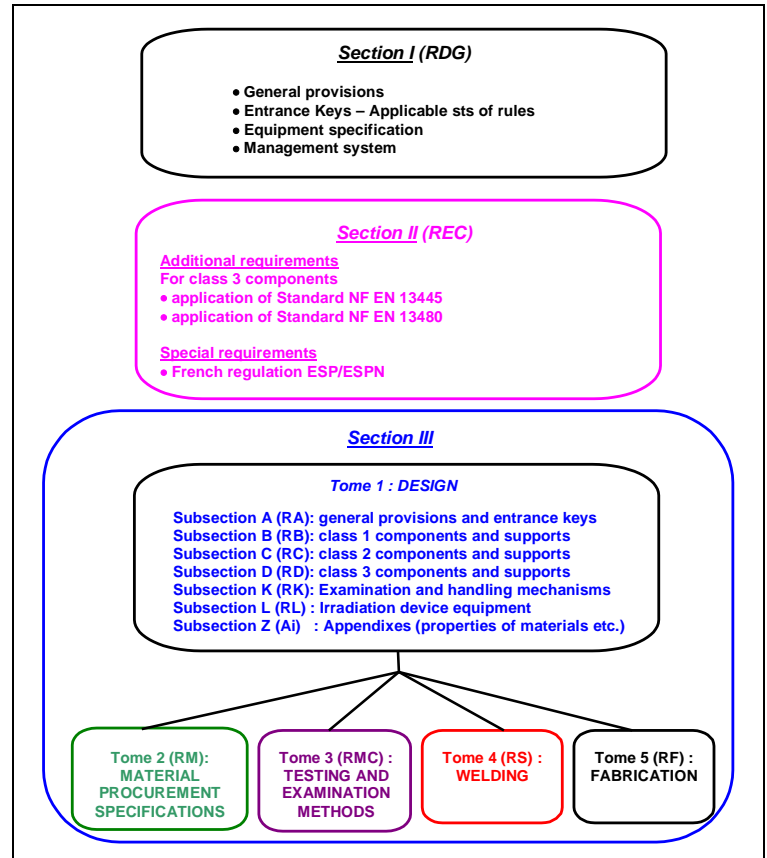 Section I (RDG)
• General provisions
• Entrance Keys – Applicable sts of rules
• Equipment specification
• Management system
Section II (REC)
Additional requirements
For class 3 components
• application of Standard NF EN 13445
• application of Standard NF EN 13480
Special requirements
• French regulation ESP/ESPN
Section III
Tome 1 : DESIGN
Subsection A (RA): general provisions and entrance keys
Subsection B (RB): class 1 components and supports
Subsection C (RC): class 2 components and supports
Subsection D (RD): class 3 components and supports
Subsection K (RK): Examination and handling mechanisms
Subsection L (RL) : Irradiation device equipment
Subsection Z (Ai) : Appendixes (properties of materials etc.)
Tome 2 (RM):
MATERIAL
PROCUREMENT
SPECIFICATIONS
Tome 3 (RMC) :
TESTING AND
EXAMINATION
METHODS
Tome 4 (RS) :
WELDING
Tome 5 (RF) :
FABRICATION